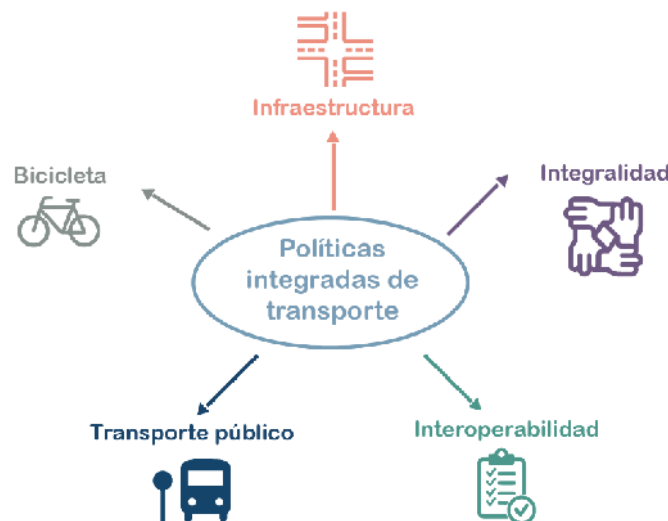 Infraestructura
Bicicleta
Integralidad
Políticas
integradas de
transporte
Transporte público
Interoperabilidad